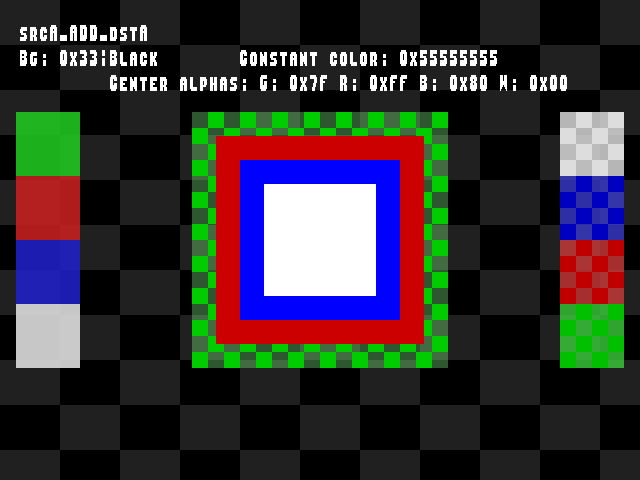 srcA_ADD_dstA
Bg: 0x33¦Black Constant color: 0x55555555
Center alphas: G: 0x7f R: 0xff B: 0x80 W: 0x00